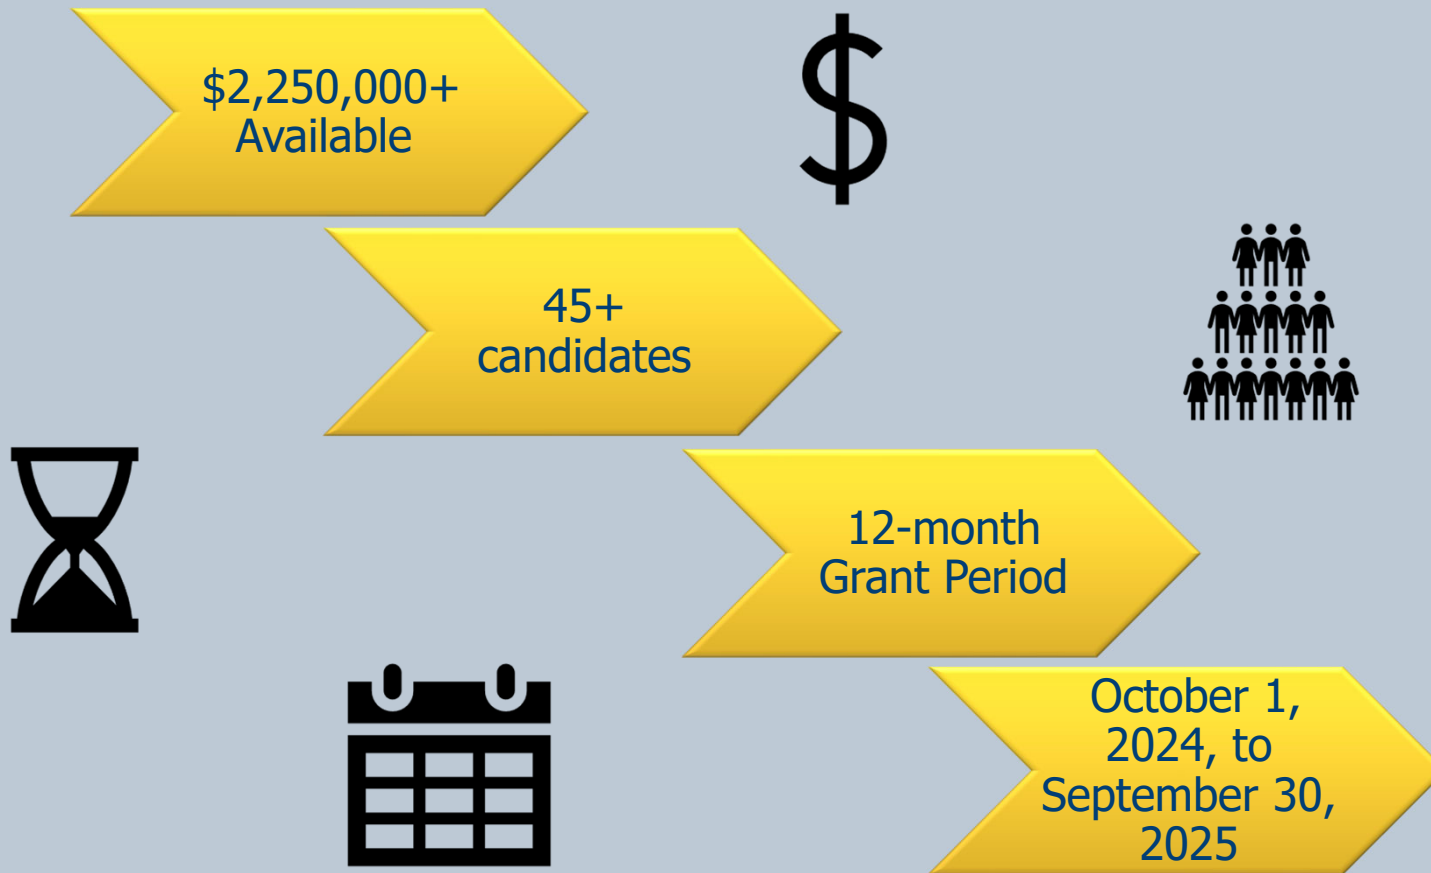 $2,250,000+
Available
45+
candidates
12-month
Grant Period
October 1,
2024, to
September 30,
2025